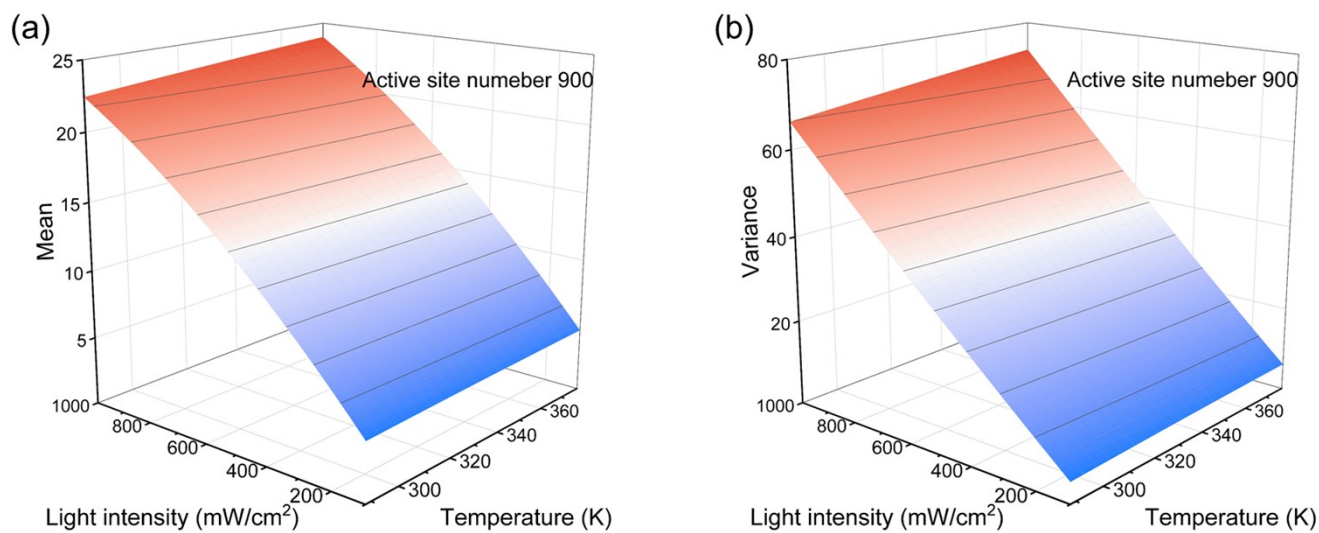 (a)
Active site numeber 900
25
20
15
10
5
Mean
1000
800
600
400
200
Light intensity (mW/cm²)
300
320
340
360
Temperature (K)
(b)
Active site numeber 900
80
60
40
20
Variance
1000
800
600
400
200
Light intensity (mW/cm²)
300
320
340
360
Temperature (K)